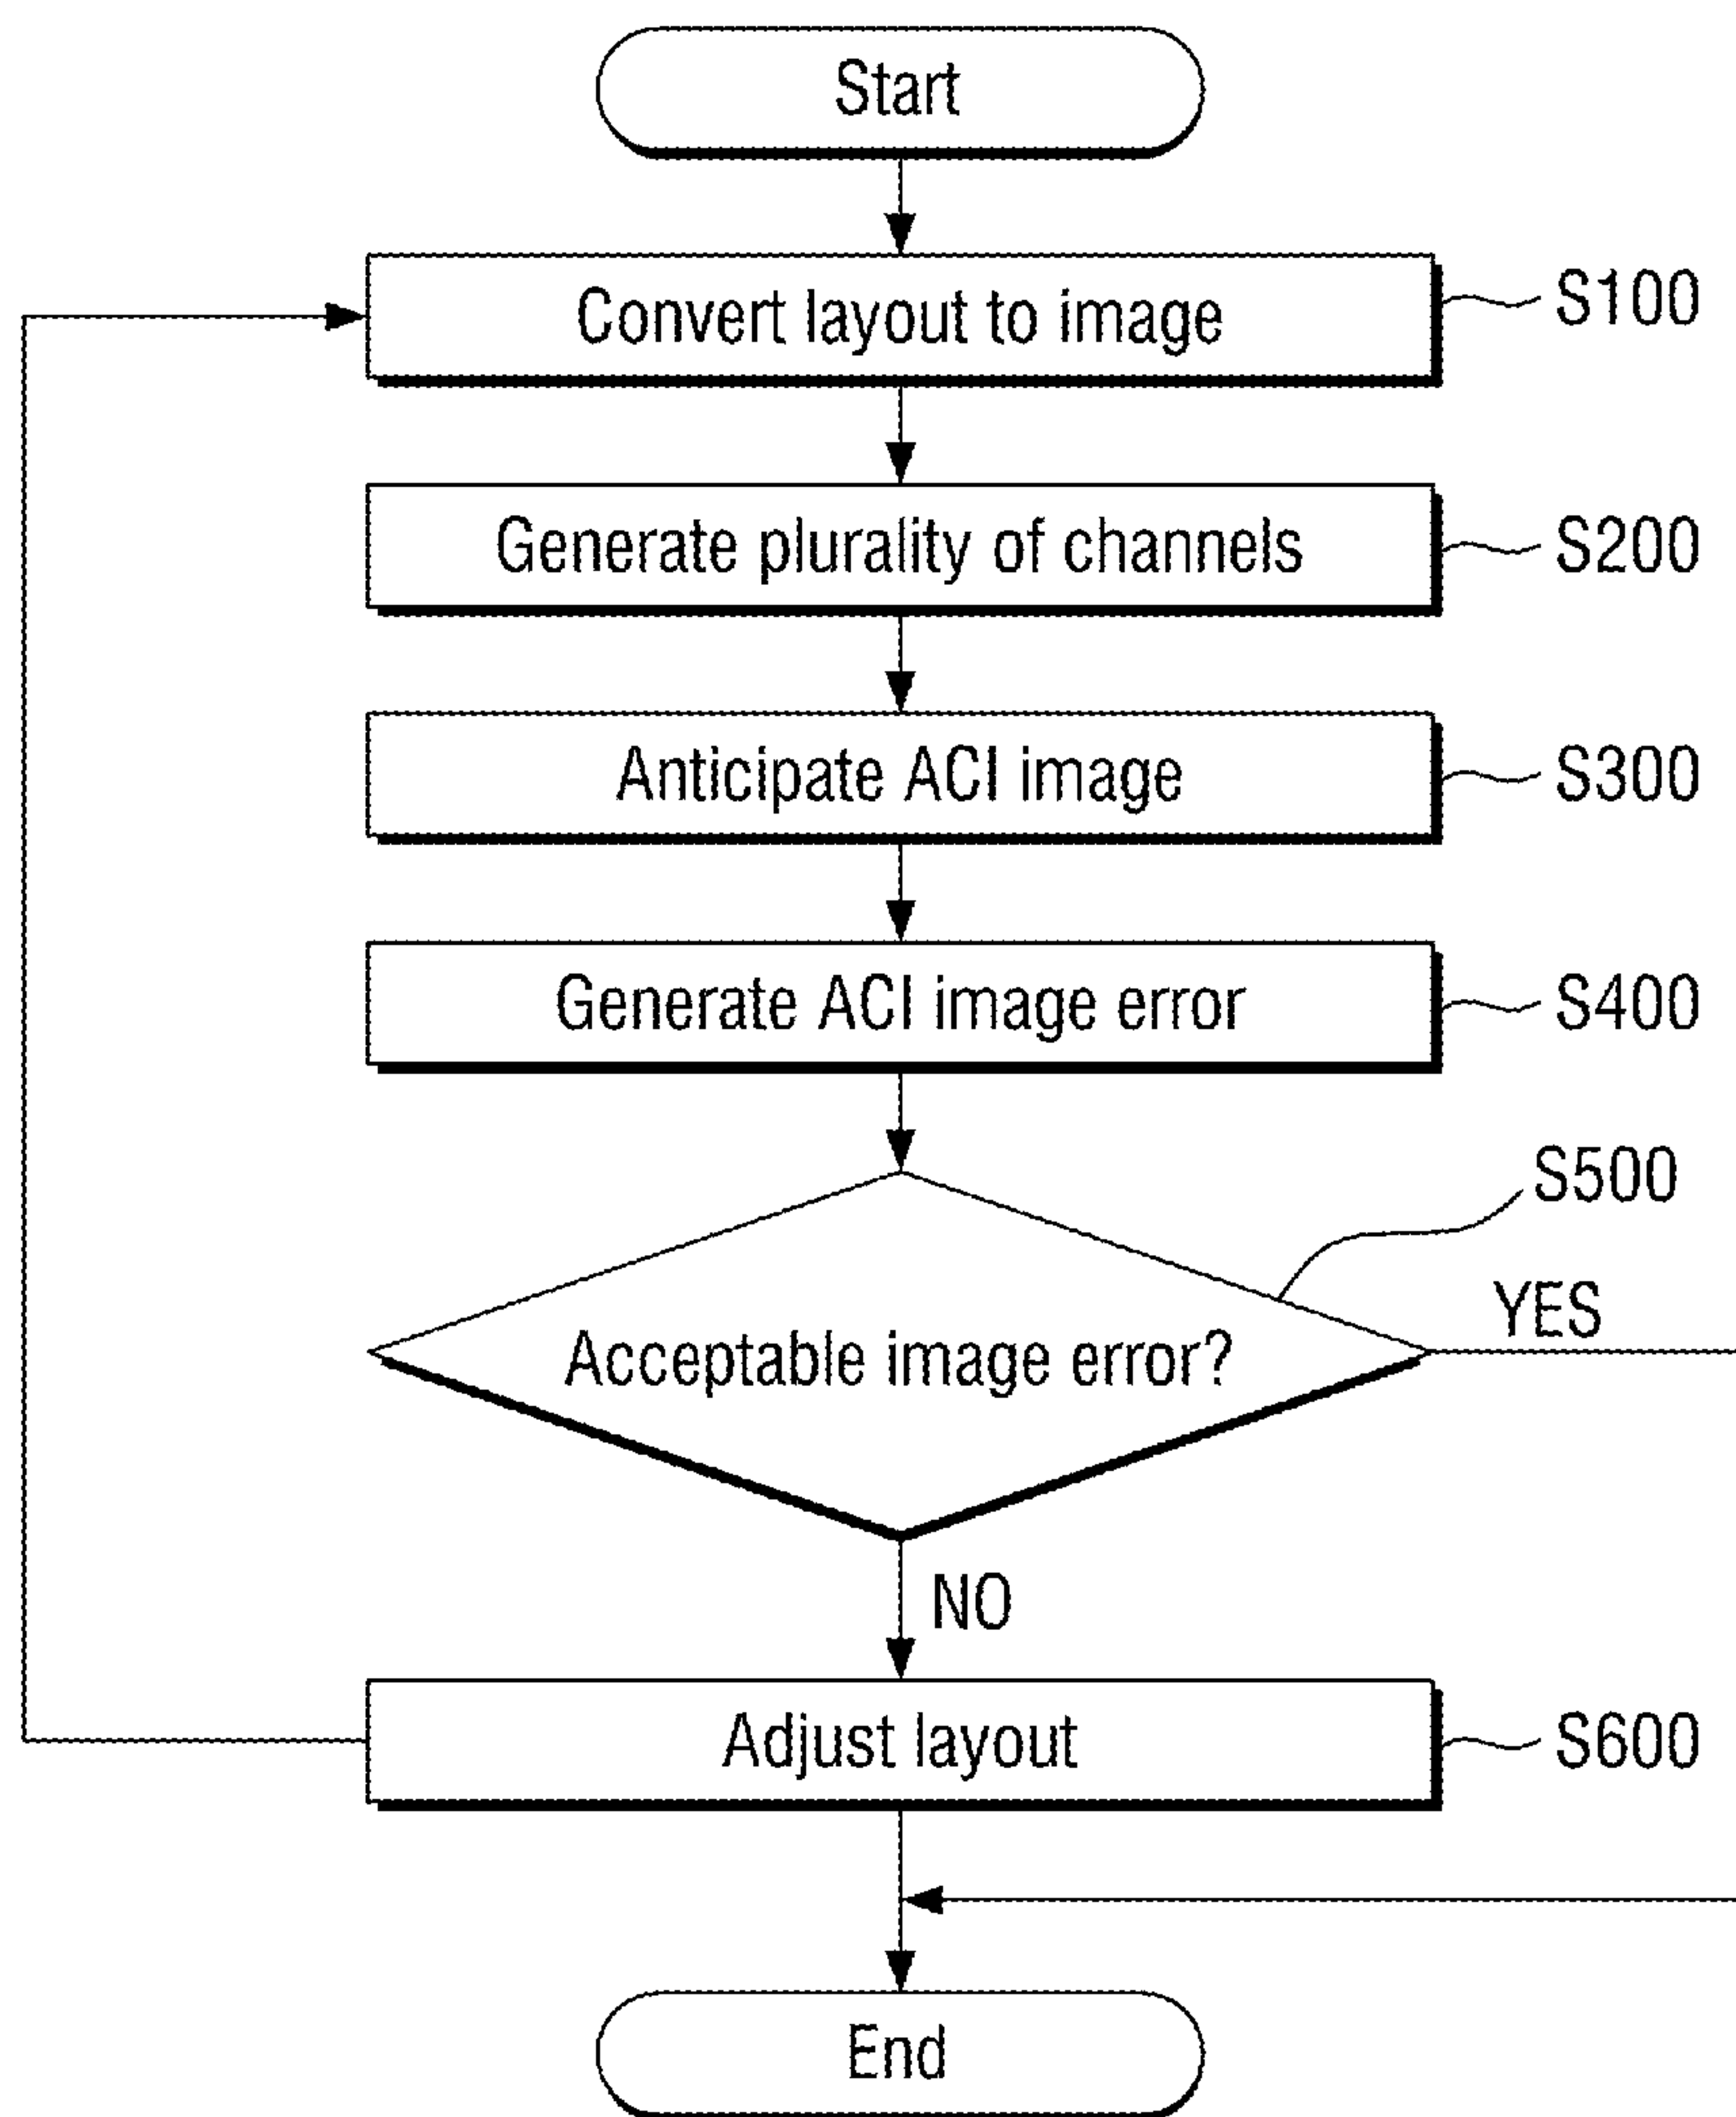 Start
Convert layout to image
S100
Generate plurality of channels
S200
Anticipate ACI image
S300
Generate ACI image error
S400
S500
Acceptable image error?
YES
NO
Adjust layout
S600
End